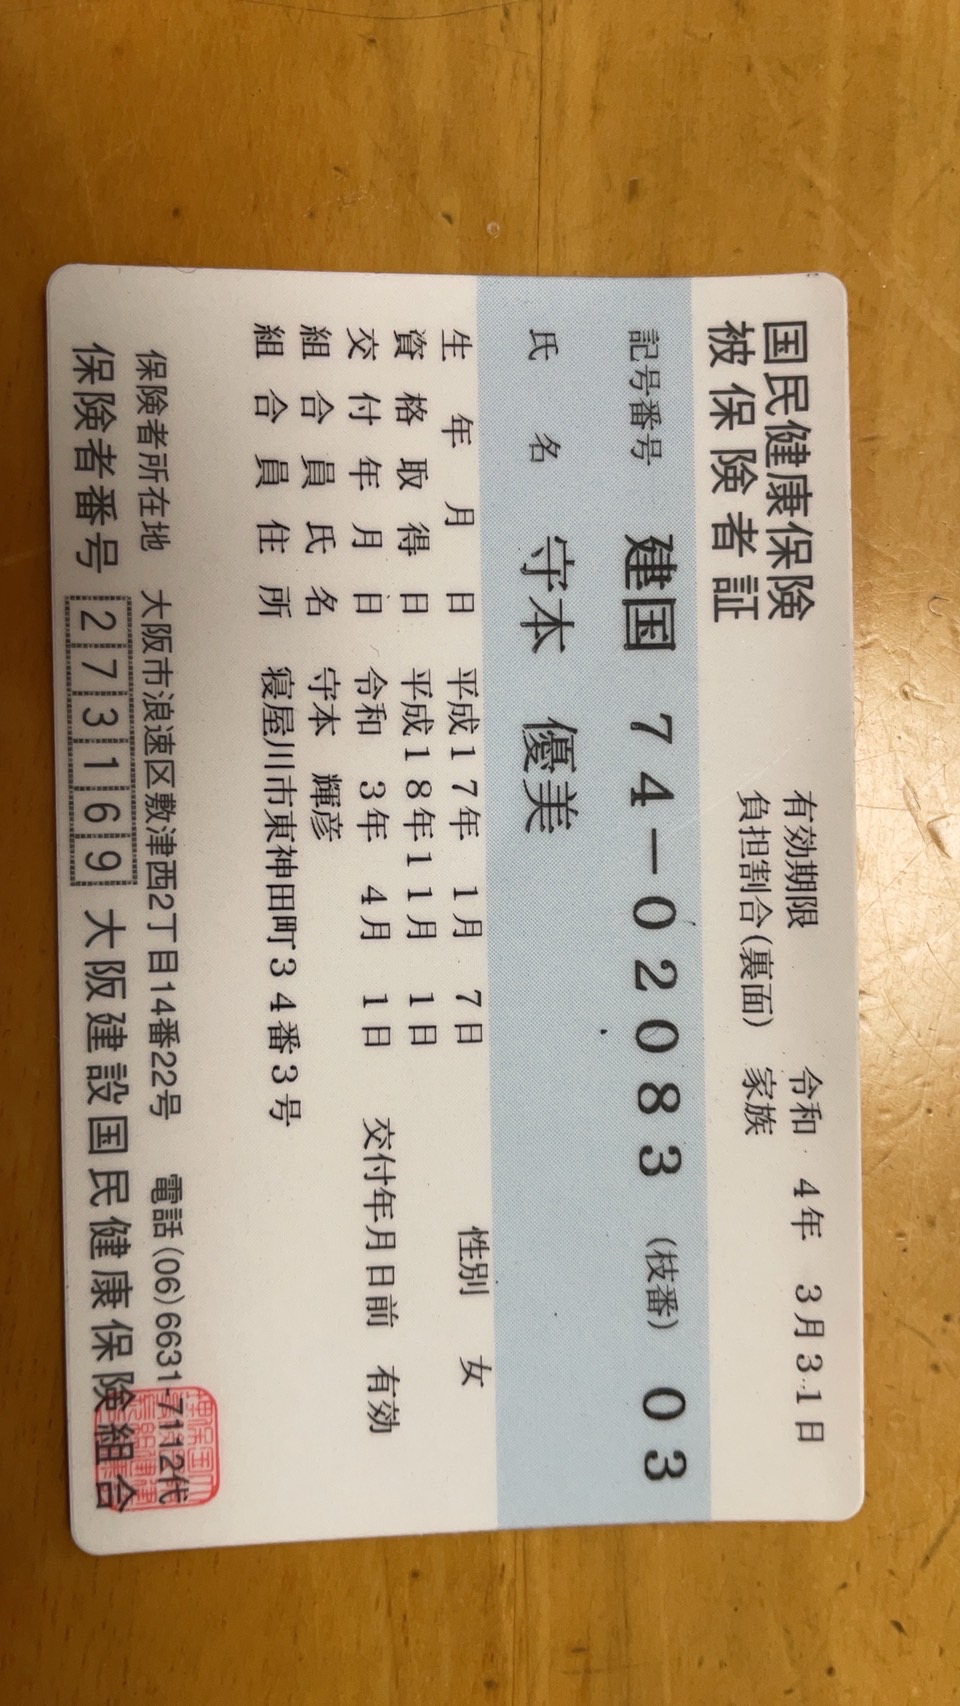 国民健康保険
被保険者証
有効期限 令和 4年 3月31日
負担割合(裏面) 家族
記号番号 建国 74-02083 (枝番) 03
氏名 守本 優美
生年月日 平成17年 1月 7日 性別 女
資格取得日 平成18年11月 1日
交付年月日 令和 3年 4月 1日 交付年月日前 有効
組合員氏名 守本 輝彦
組合員住所 寝屋川市東神田町34番3号
保険者所在地 大阪市浪速区敷津西2丁目14番22号 電話(06)6631-7112代
保険者番号 273169 大阪建設国民健康保険組合